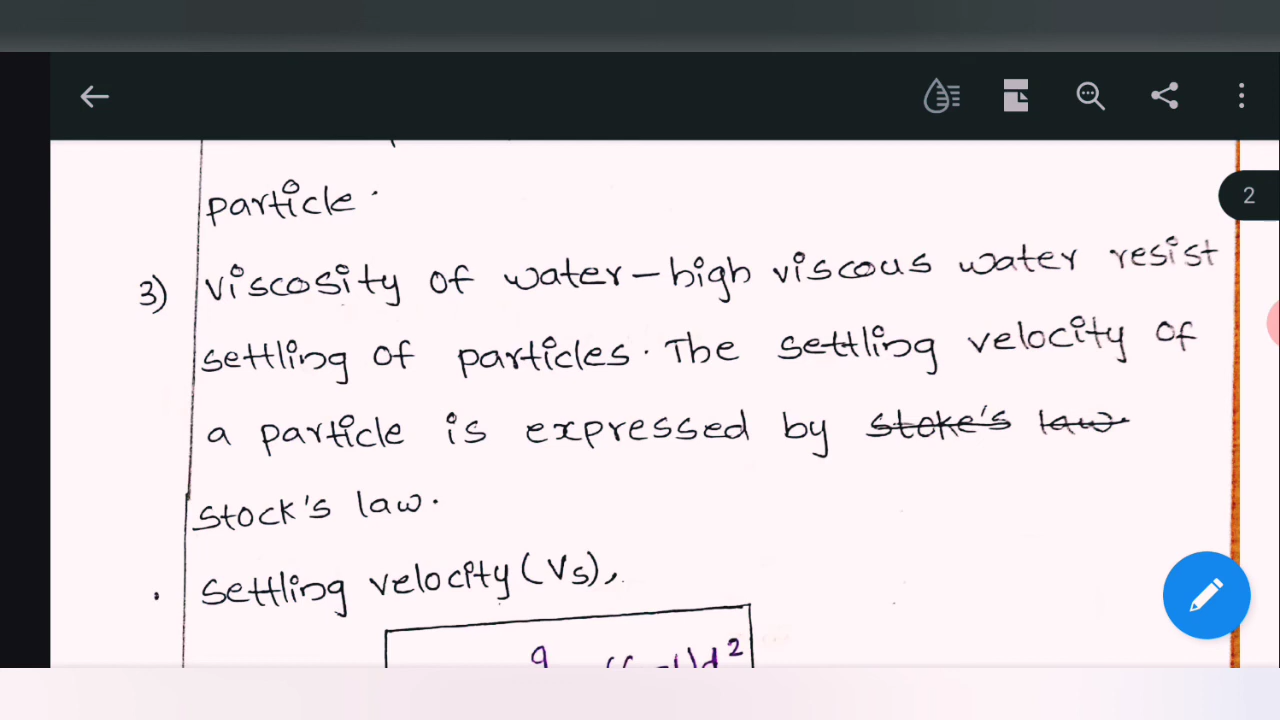 2
particle.
3) viscosity of water - high viscous water resist
settling of particles. The settling velocity of
a particle is expressed by stoke's law.
stock's law.
settling velocity (Vs),